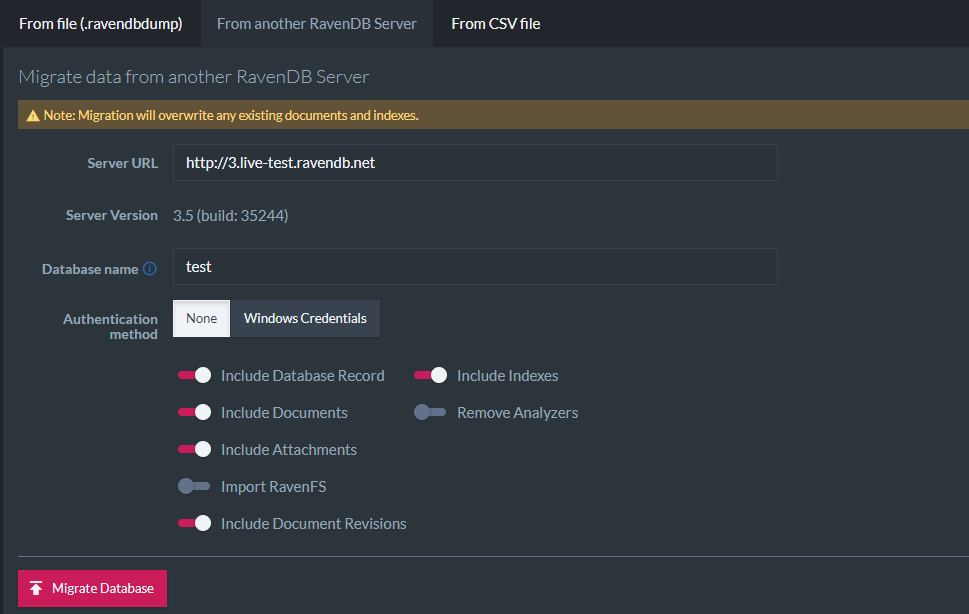 From file (.ravendbdump) From another RavenDB Server From CSV file
Migrate data from another RavenDB Server
Note: Migration will overwrite any existing documents and indexes.
Server URL http://3.live-test.ravendb.net
Server Version 3.5 (build: 35244)
Database name test
Authentication
method
None Windows Credentials
Include Database Record Include Indexes
Include Documents Remove Analyzers
Include Attachments
Import RavenFS
Include Document Revisions
Migrate Database